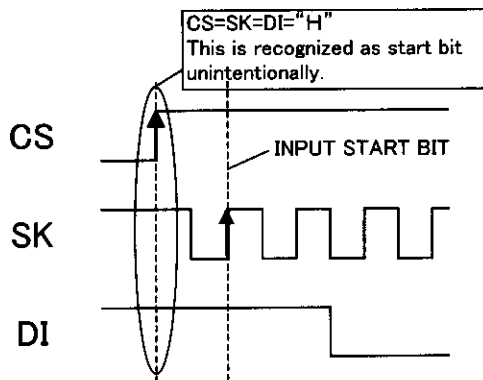 CS=SK=DI="H"
This is recognized as start bit
unintentionally.
CS
INPUT START BIT
SK
DI